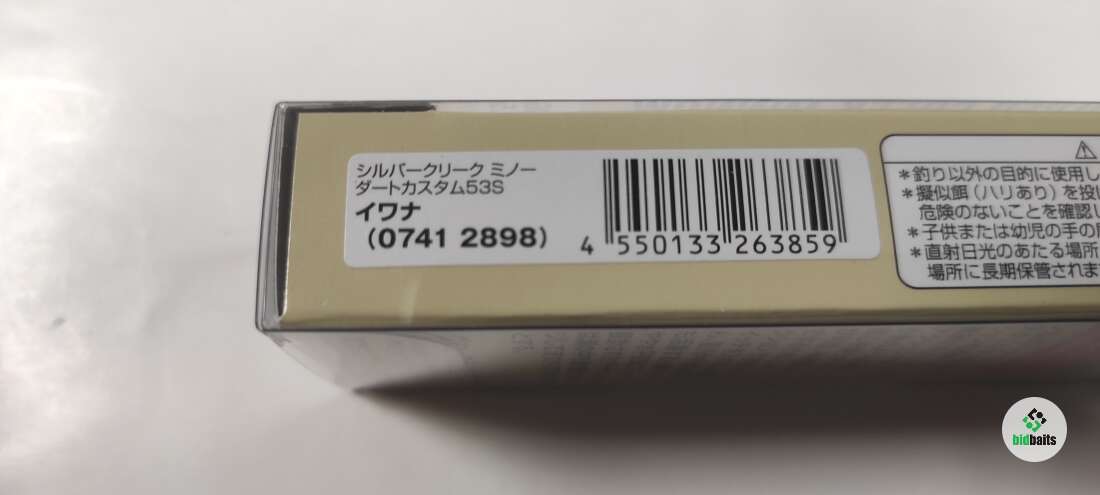 シルバークリーク ミノー
ダートカスタム53S
イワナ
(0741 2898)
4 550133 263859
⚠
*釣り以外の目的に使用し
*擬似餌(ハリあり)を投げ
危険のないことを確認し
*子供または幼児の手の
*直射日光のあたる場所
場所に長期保管されま
bidbaits